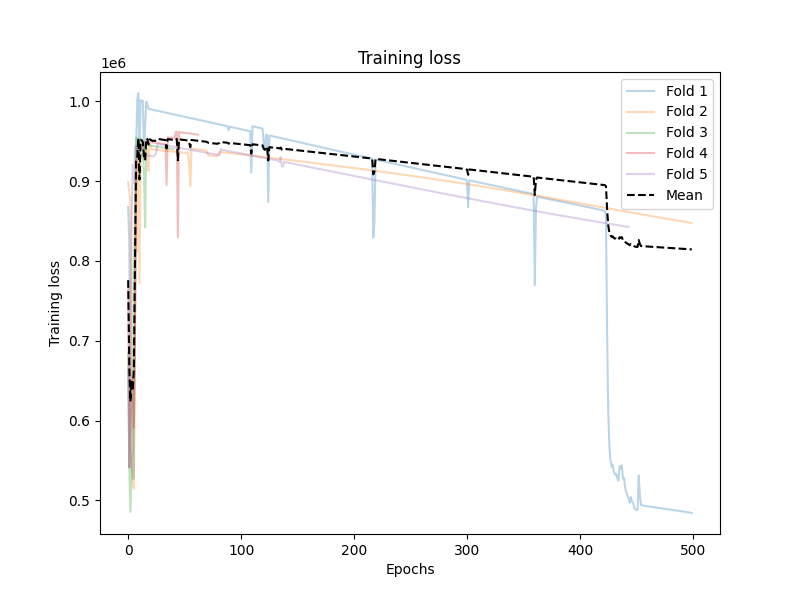 Training loss
1e6
1.0
0.9
0.8
0.7
0.6
0.5
Training loss
0
100
200
300
400
500
Epochs
Fold 1
Fold 2
Fold 3
Fold 4
Fold 5
Mean